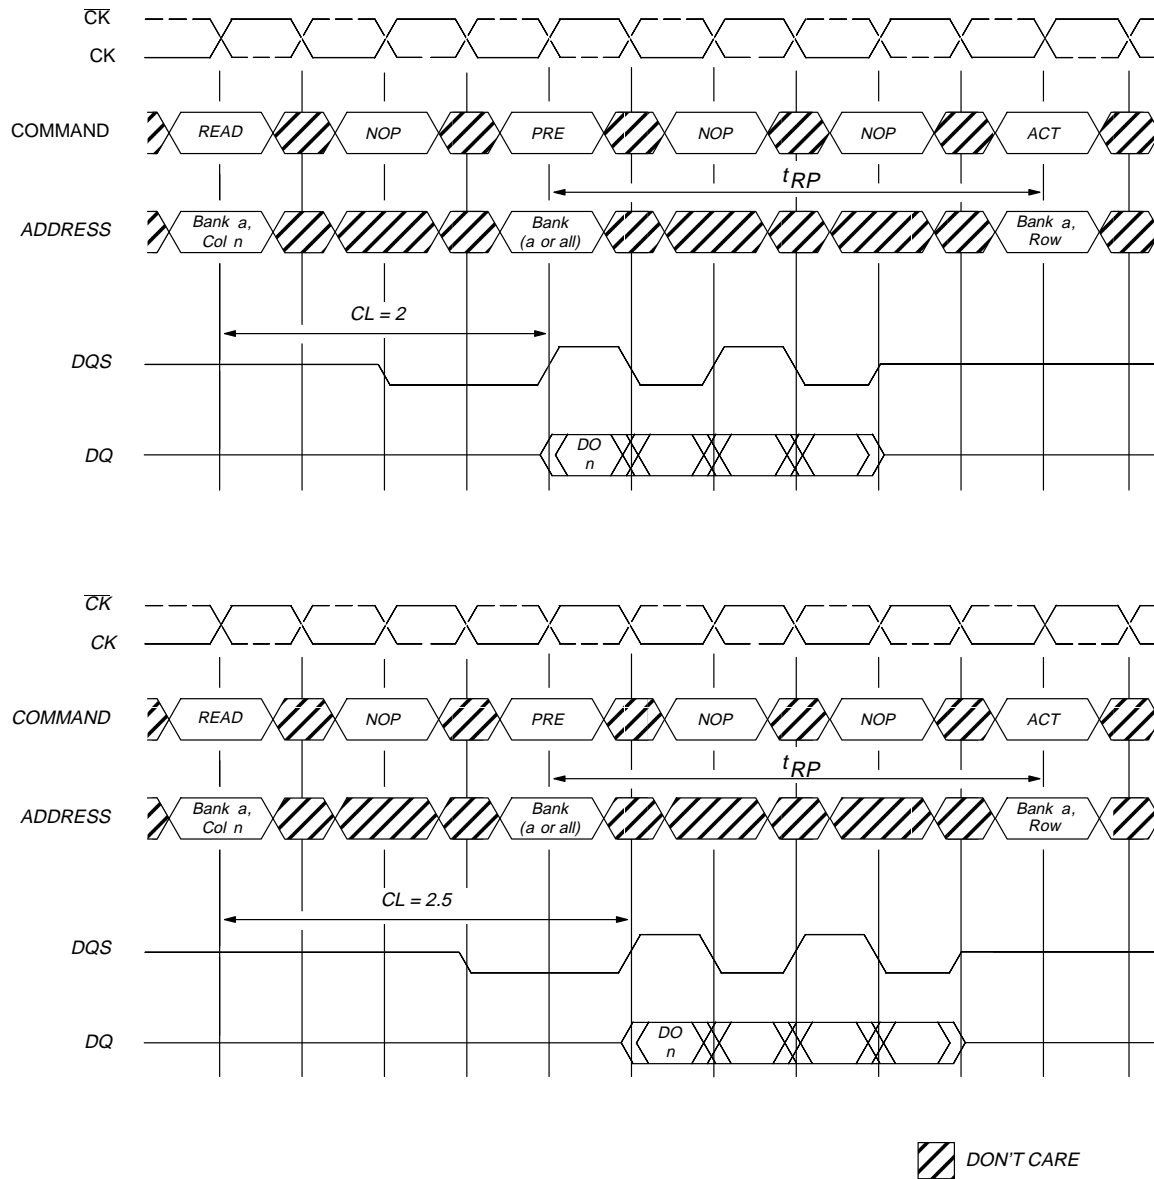 CK
CK
COMMAND READ NOP PRE NOP NOP ACT
tRP
ADDRESS Bank a, Col n Bank (a or all) Bank a, Row
CL = 2
DQS
DQ DO n
CK
CK
COMMAND READ NOP PRE NOP NOP ACT
tRP
ADDRESS Bank a, Col n Bank (a or all) Bank a, Row
CL = 2.5
DQS
DQ DO n
DON'T CARE